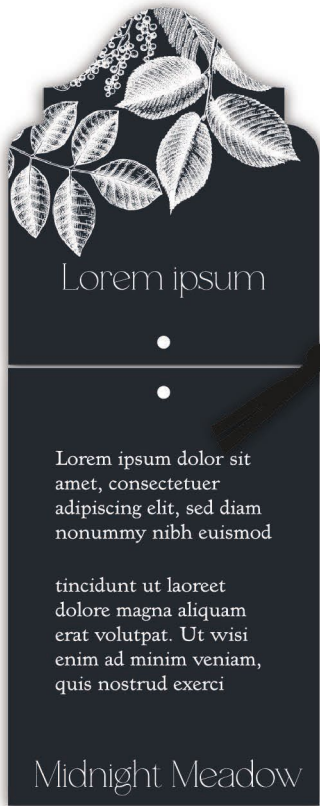 Lorem ipsum
Lorem ipsum dolor sit
amet, consectetuer
adipiscing elit, sed diam
nonummy nibh euismod
tincidunt ut laoreet
dolore magna aliquam
erat volutpat. Ut wisi
enim ad minim veniam,
quis nostrud exerci
Midnight Meadow